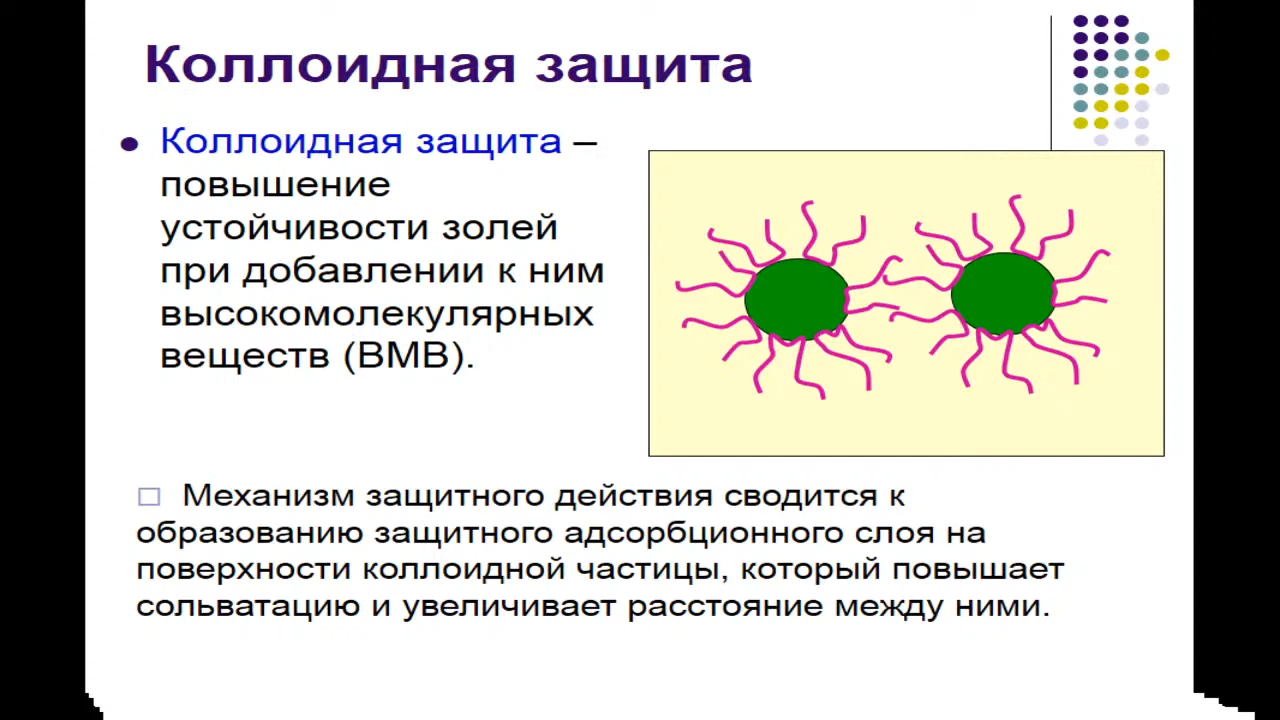 Коллоидная защита
Коллоидная защита –
повышение
устойчивости золей
при добавлении к ним
высокомолекулярных
веществ (ВМВ).
Механизм защитного действия сводится к
образованию защитного адсорбционного слоя на
поверхности коллоидной частицы, который повышает
сольватацию и увеличивает расстояние между ними.